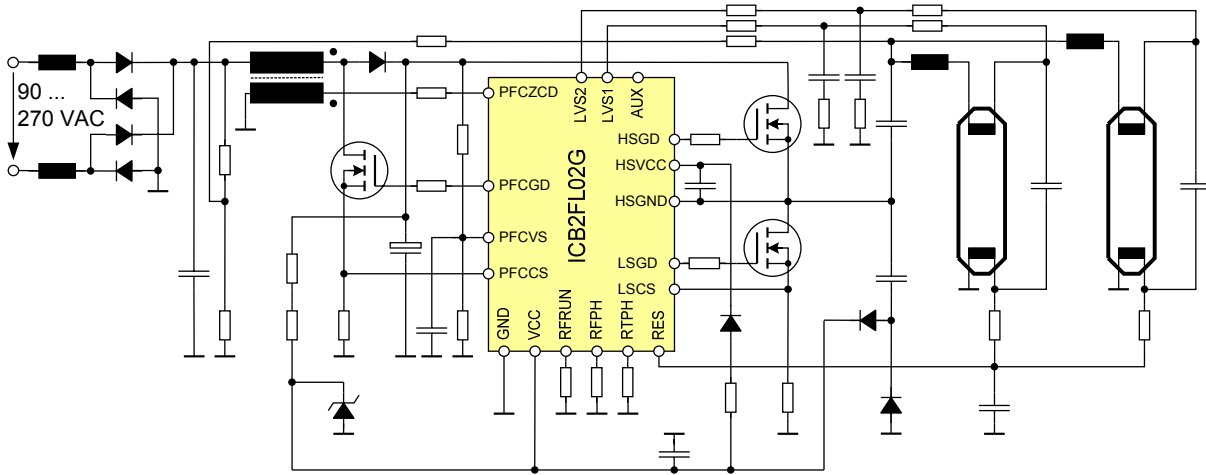 90 ...
270 VAC
PFCZCD
PFCGD
PFCVS
PFCCS
GND
VCC
RFRUN
RFPH
RTPH
RES
LVS2
LVS1
AUX
HSGD
HSVCC
HSGND
LSGD
LSCS
ICB2FL02G